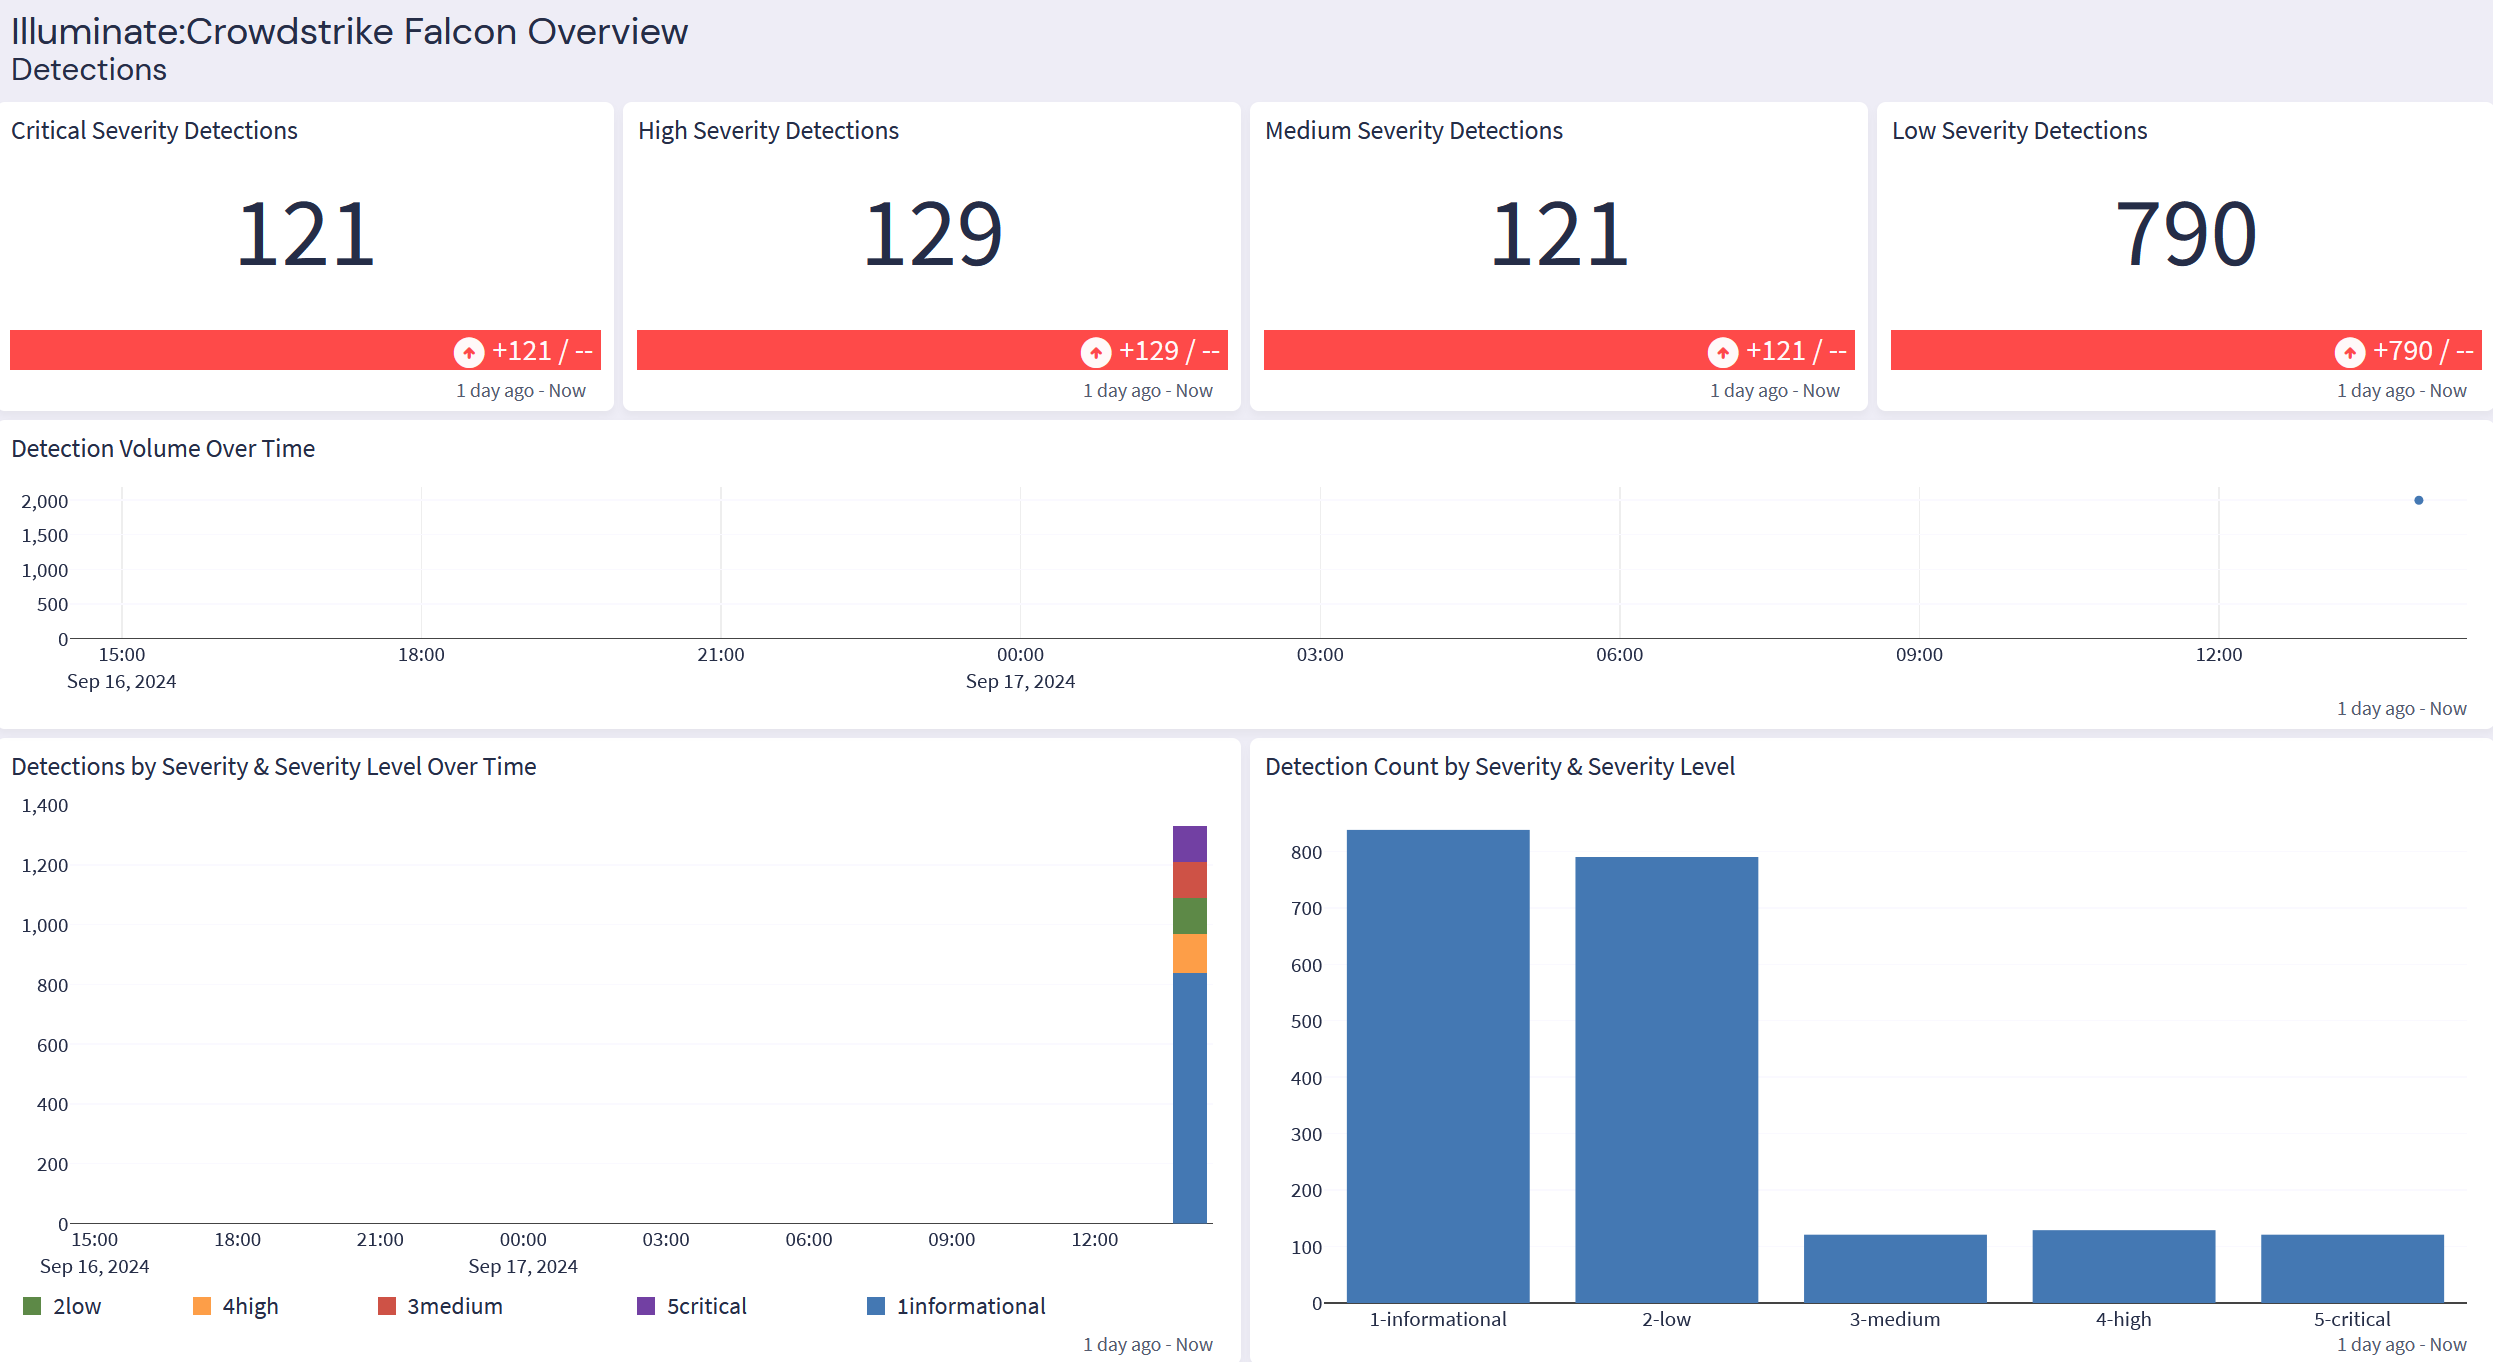 Illuminate:Crowdstrike Falcon Overview
Detections
Critical Severity Detections
121
+121 / --
1 day ago - Now
High Severity Detections
129
+129 / --
1 day ago - Now
Medium Severity Detections
121
+121 / --
1 day ago - Now
Low Severity Detections
790
+790 / --
1 day ago - Now
Detection Volume Over Time
2,000
1,500
1,000
500
0
15:00 18:00 21:00 00:00 03:00 06:00 09:00 12:00
Sep 16, 2024 Sep 17, 2024
1 day ago - Now
Detections by Severity & Severity Level Over Time
1,400
1,200
1,000
800
600
400
200
0
15:00 18:00 21:00 00:00 03:00 06:00 09:00 12:00
Sep 16, 2024 Sep 17, 2024
2low 4high 3medium 5critical 1informational
1 day ago - Now
Detection Count by Severity & Severity Level
800
700
600
500
400
300
200
100
0
1-informational 2-low 3-medium 4-high 5-critical
1 day ago - Now